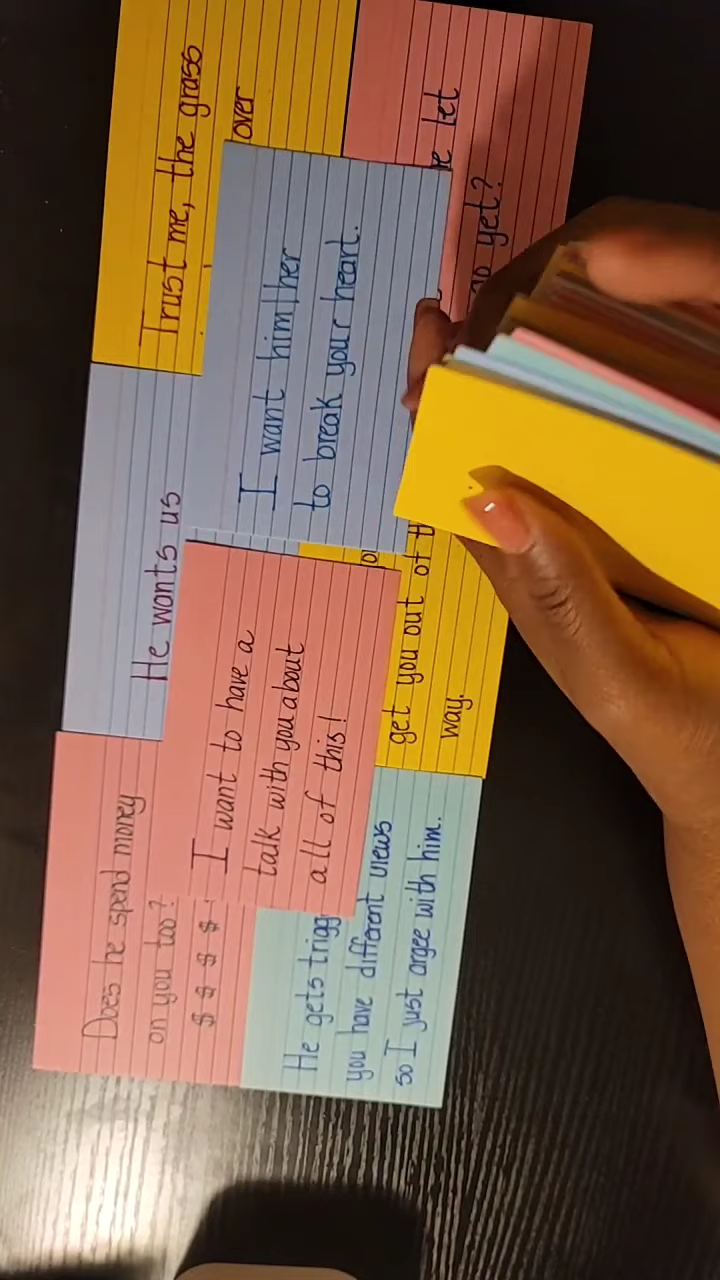 Does he spend money
on you too?
$ $ $ $
He wants us
Trust me, the grass
over
He gets trigg
you have different views
so I just argee with him.
I want to have a
talk with you about
all of this!
I want him/her
to break your heart.
get you out of th
way.
let
yet?